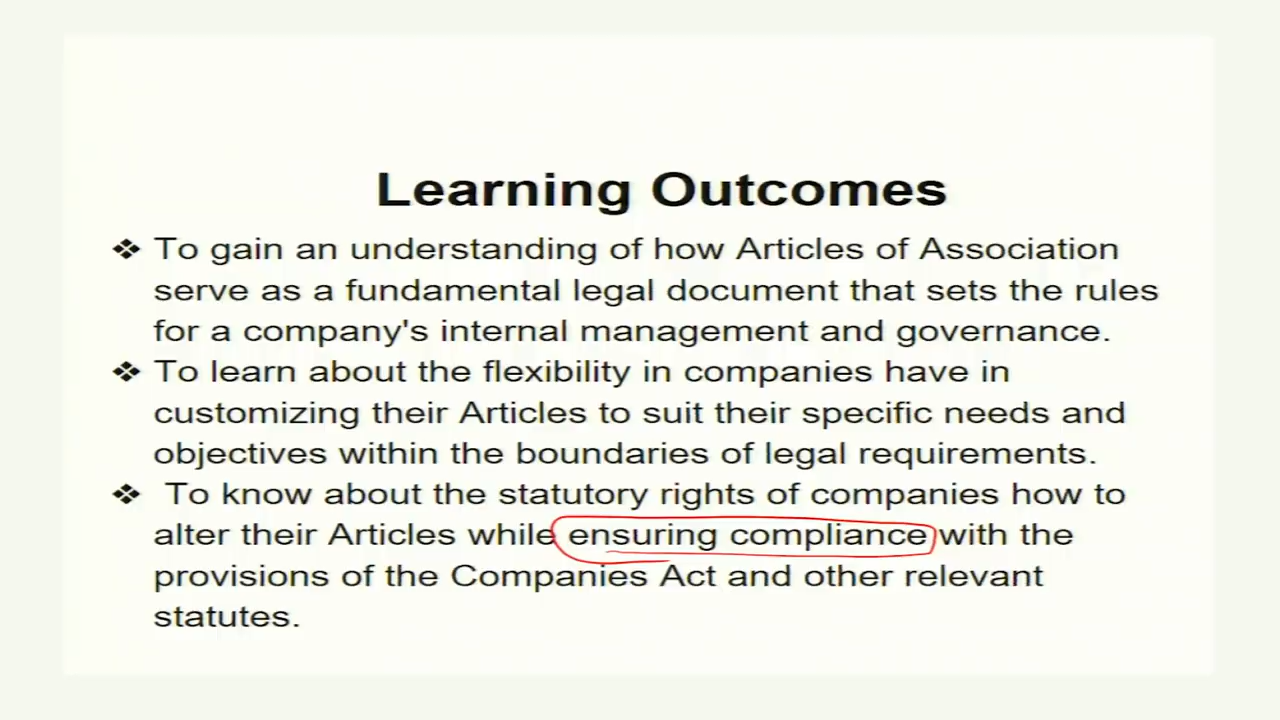 Learning Outcomes
❖ To gain an understanding of how Articles of Association
serve as a fundamental legal document that sets the rules
for a company's internal management and governance.
❖ To learn about the flexibility in companies have in
customizing their Articles to suit their specific needs and
objectives within the boundaries of legal requirements.
❖ To know about the statutory rights of companies how to
alter their Articles while ensuring compliance with the
provisions of the Companies Act and other relevant
statutes.